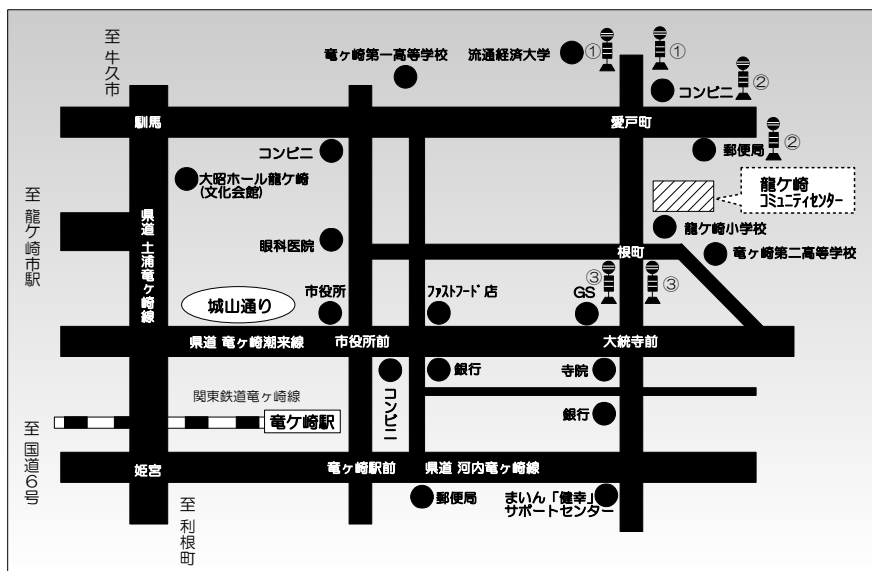 至 牛久市
竜ヶ崎第一高等学校
流通経済大学
①
①
コンビニ
②
馴馬
愛戸町
コンビニ
郵便局
②
大昭ホール龍ケ崎
(文化会館)
龍ケ崎
コミュニティセンター
至 龍ケ崎市駅
県道 土浦竜ヶ崎線
龍ケ崎小学校
眼科医院
根町
竜ヶ崎第二高等学校
③
③
城山通り
市役所
ファストフード店
GS
県道 竜ヶ崎潮来線
市役所前
大統寺前
コンビニ
銀行
寺院
関東鉄道竜ヶ崎線
竜ケ崎駅
銀行
至 国道6号
姫宮
竜ヶ崎駅前
県道 河内竜ヶ崎線
至 利根町
郵便局
まいん「健幸」
サポートセンター